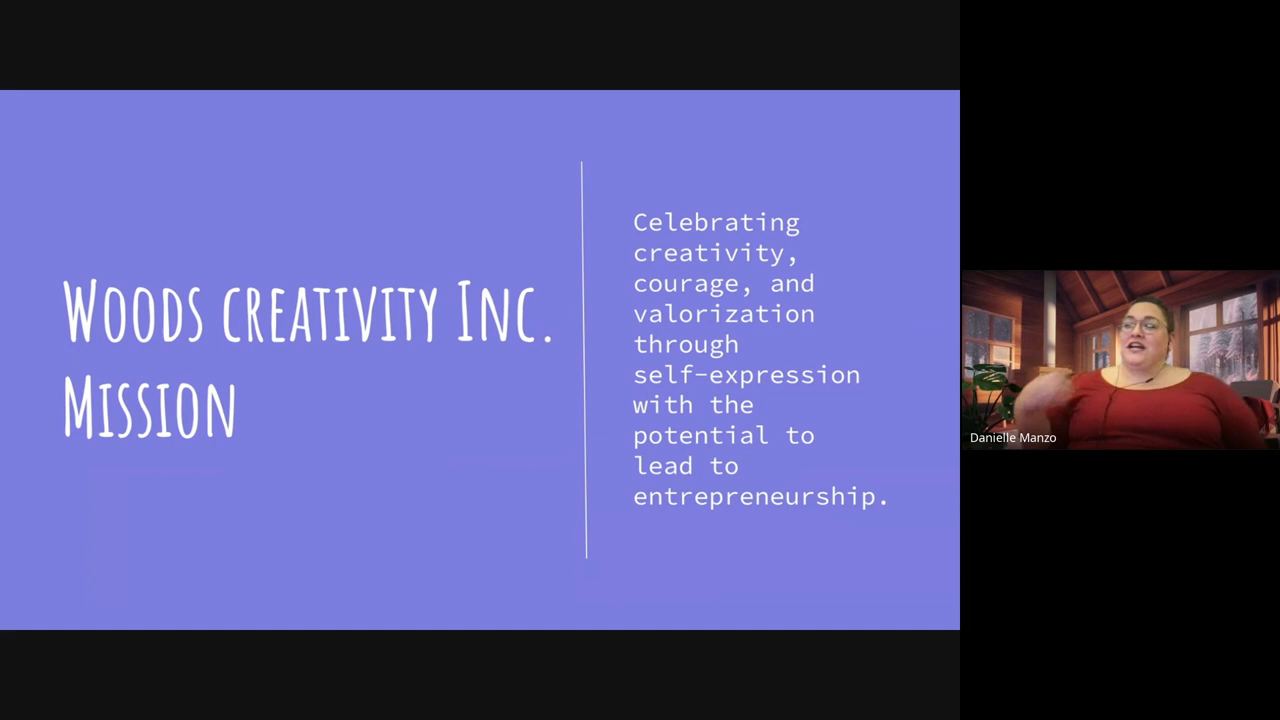 Woods creativity Inc.
Mission
Celebrating
creativity,
courage, and
valorization
through
self-expression
with the
potential to
lead to
entrepreneurship.
Danielle Manzo